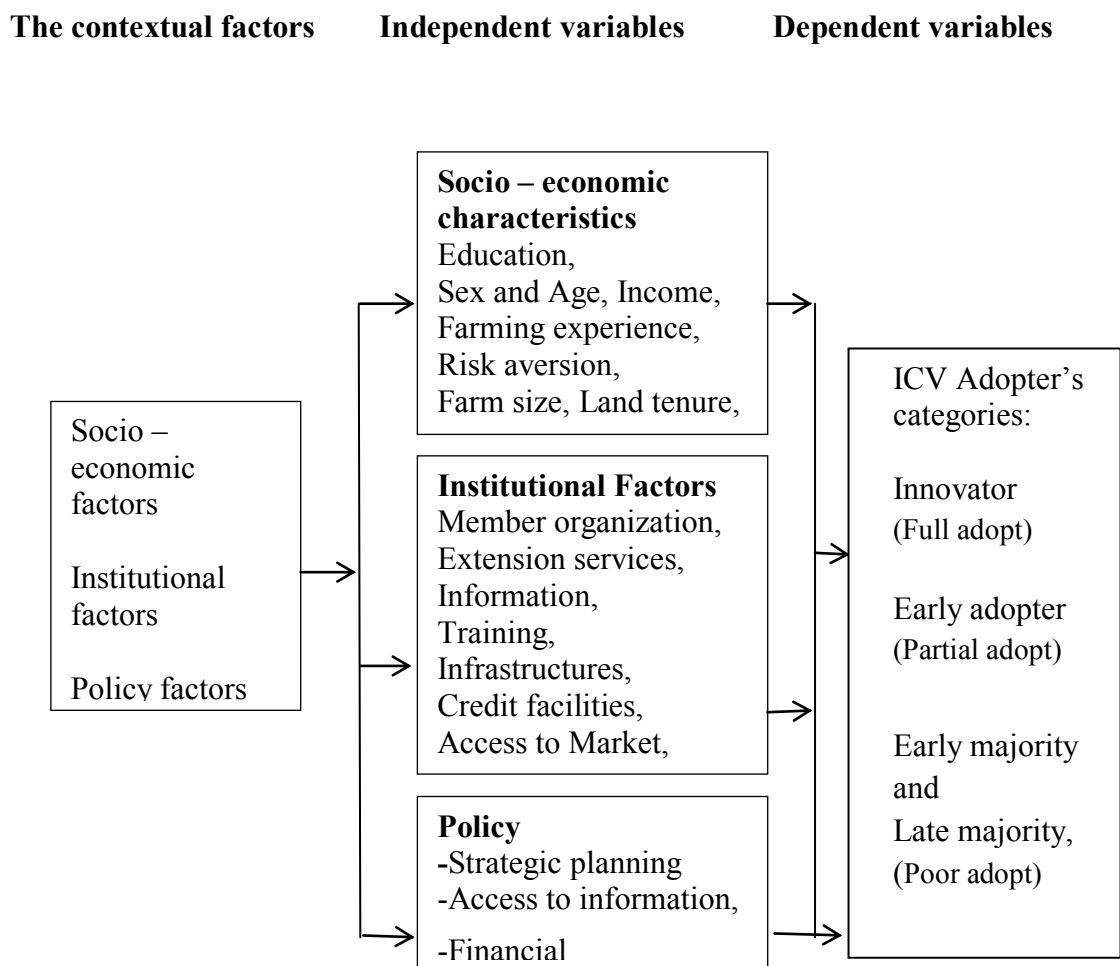 The contextual factors Independent variables Dependent variables
Socio –
economic
factors
Institutional
factors
Policy factors
Socio – economic
characteristics
Education,
Sex and Age, Income,
Farming experience,
Risk aversion,
Farm size, Land tenure,
Institutional Factors
Member organization,
Extension services,
Information,
Training,
Infrastructures,
Credit facilities,
Access to Market,
Policy
-Strategic planning
-Access to information,
-Financial
ICV Adopter’s
categories:
Innovator
(Full adopt)
Early adopter
(Partial adopt)
Early majority
and
Late majority,
(Poor adopt)